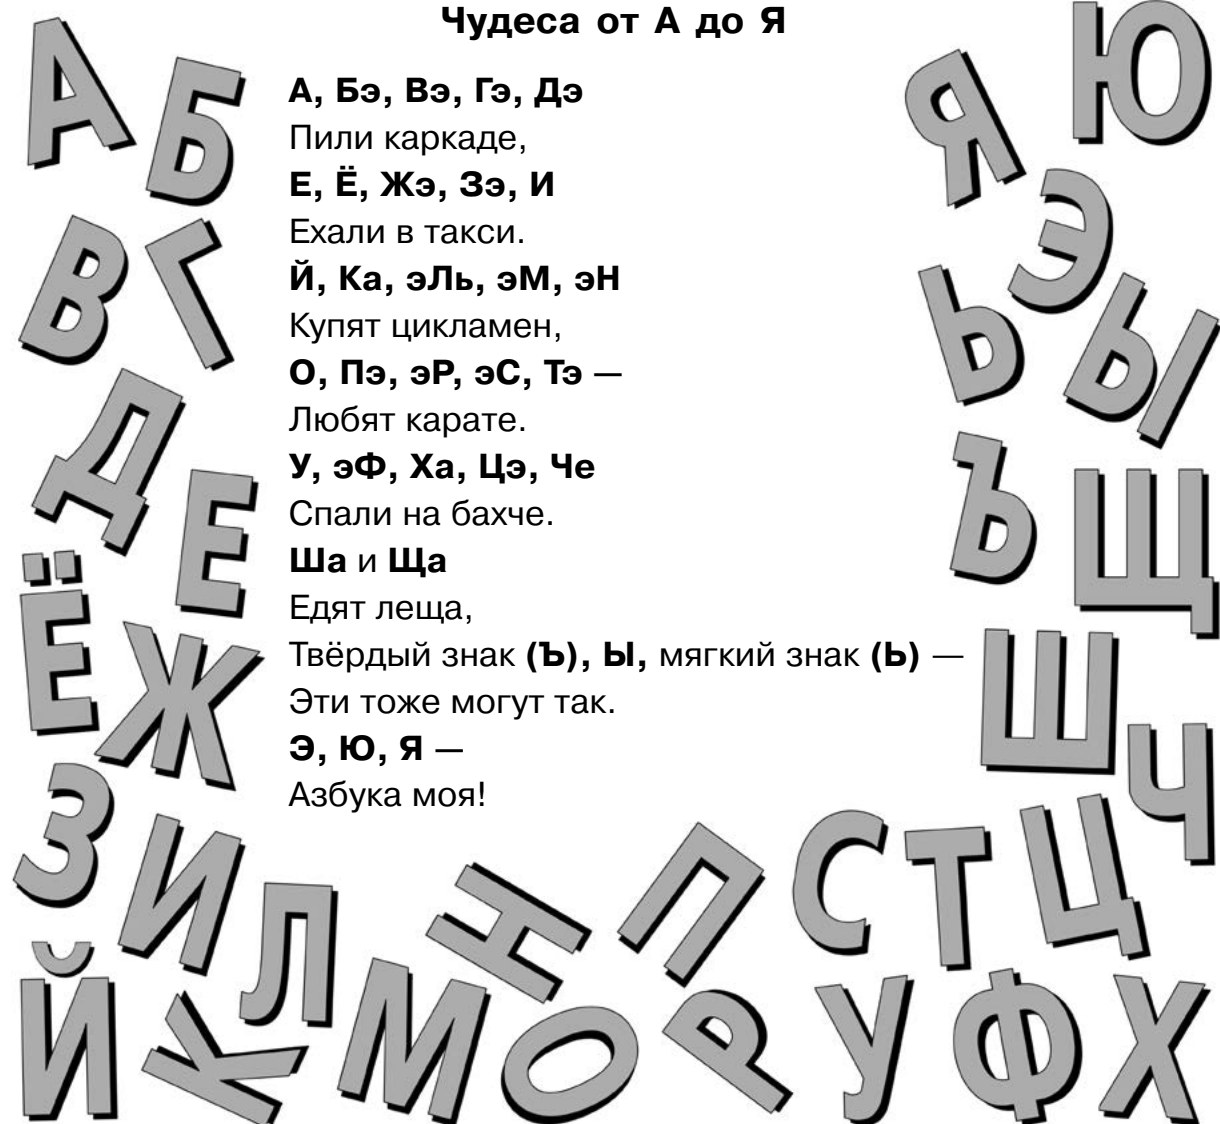 Чудеса от А до Я
А, Бэ, Вэ, Гэ, Дэ
Пили каркаде,
Е, Ё, Жэ, Зэ, И
Ехали в такси.
Й, Ка, эЛь, эМ, эН
Купят цикламен,
О, Пэ, эР, эС, Тэ —
Любят карате.
У, эФ, Ха, Цэ, Че
Спали на бахче.
Ша и Ща
Едят леща,
Твёрдый знак (Ъ), Ы, мягкий знак (Ь) —
Эти тоже могут так.
Э, Ю, Я —
Азбука моя!
А
Б
В
Г
Д
Е
Ё
Ж
З
И
Й
К
Л
М
Н
О
П
Р
С
Т
У
Ф
Х
Ц
Ч
Ш
Щ
Ъ
Ы
Ь
Э
Ю
Я